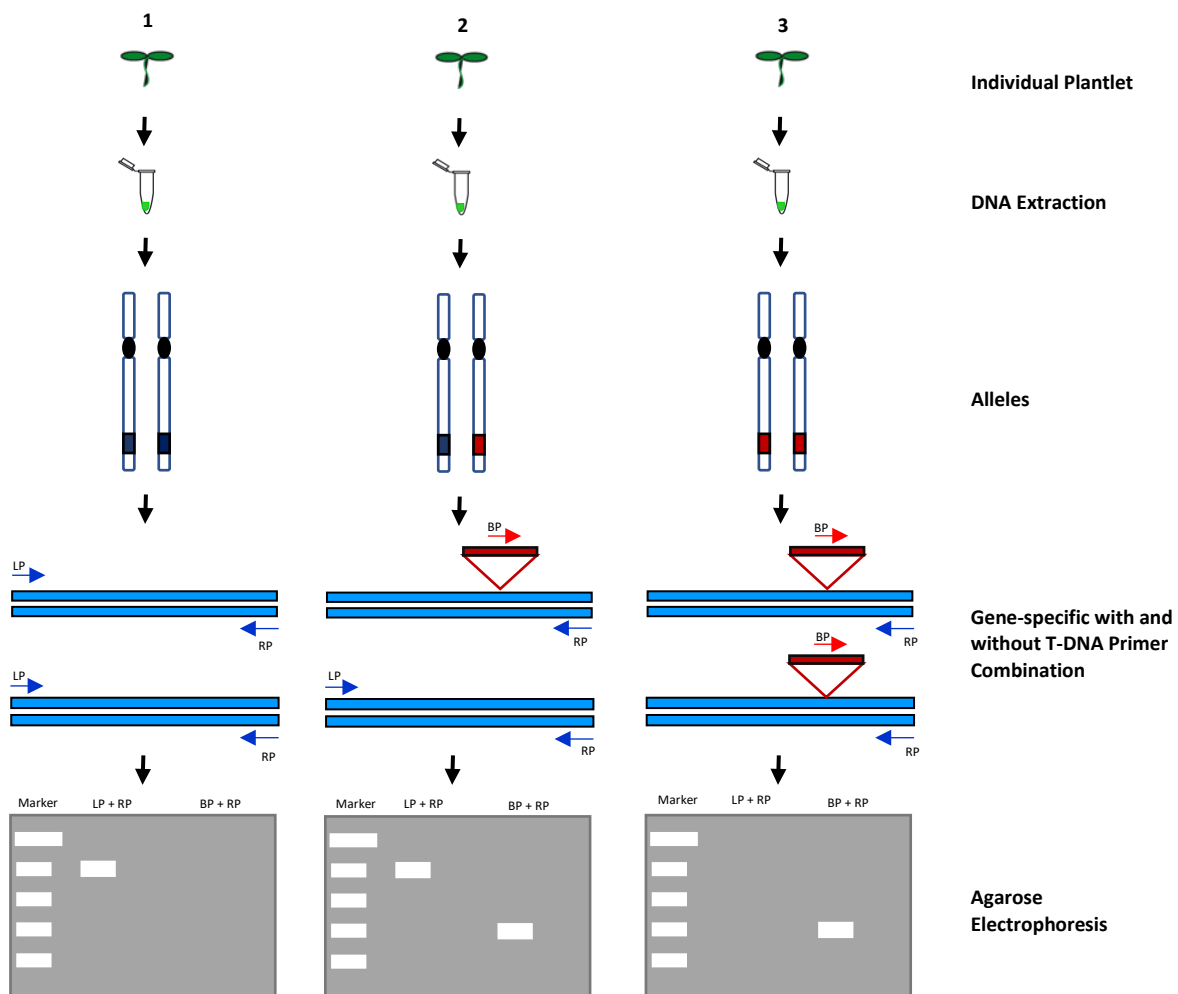 1
2
3
Individual Plantlet
DNA Extraction
Alleles
BP
BP
LP
RP
RP
RP
Gene-specific with and
without T-DNA Primer
Combination
BP
LP
LP
RP
RP
RP
Marker
LP + RP
BP + RP
Marker
LP + RP
BP + RP
Marker
LP + RP
BP + RP
Agarose
Electrophoresis